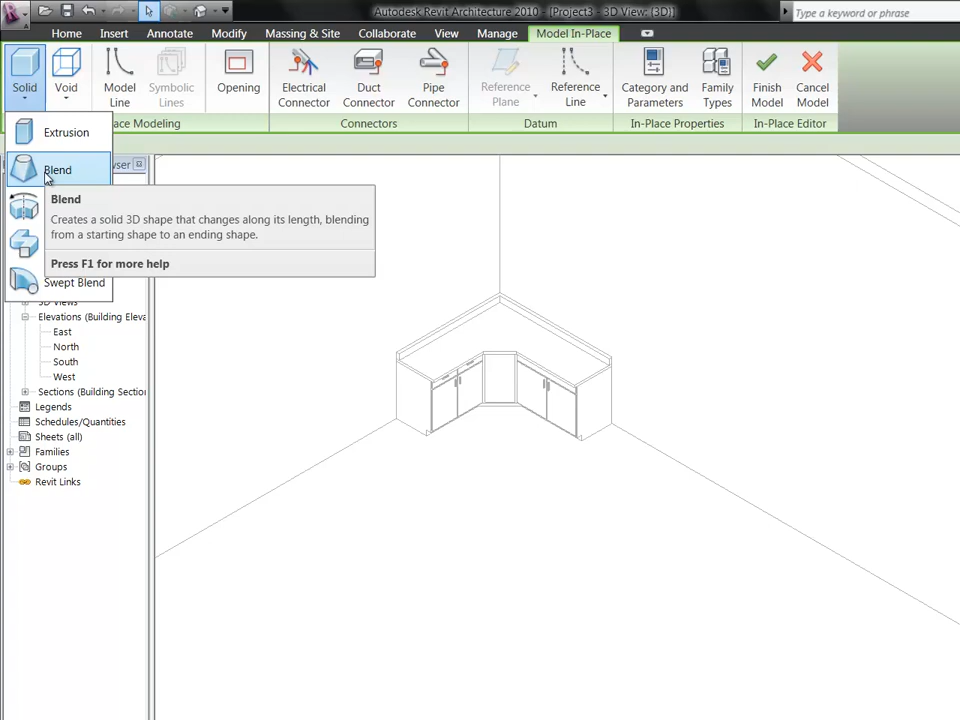 Autodesk Revit Architecture 2010 - [Project3 - 3D View: {3D}]
Type a keyword or phrase
Home Insert Annotate Modify Massing & Site Collaborate View Manage Model In-Place
Solid Void Model Line Symbolic Lines Opening Electrical Connector Duct Connector Pipe Connector Reference Plane Reference Line Category and Parameters Family Types Finish Model Cancel Model
Place Modeling Connectors Datum In-Place Properties In-Place Editor
Extrusion
Blend
Blend
Creates a solid 3D shape that changes along its length, blending
from a starting shape to an ending shape.
Press F1 for more help
Swept Blend
3D Views
Elevations (Building Eleva
East
North
South
West
Sections (Building Section
Legends
Schedules/Quantities
Sheets (all)
Families
Groups
Revit Links